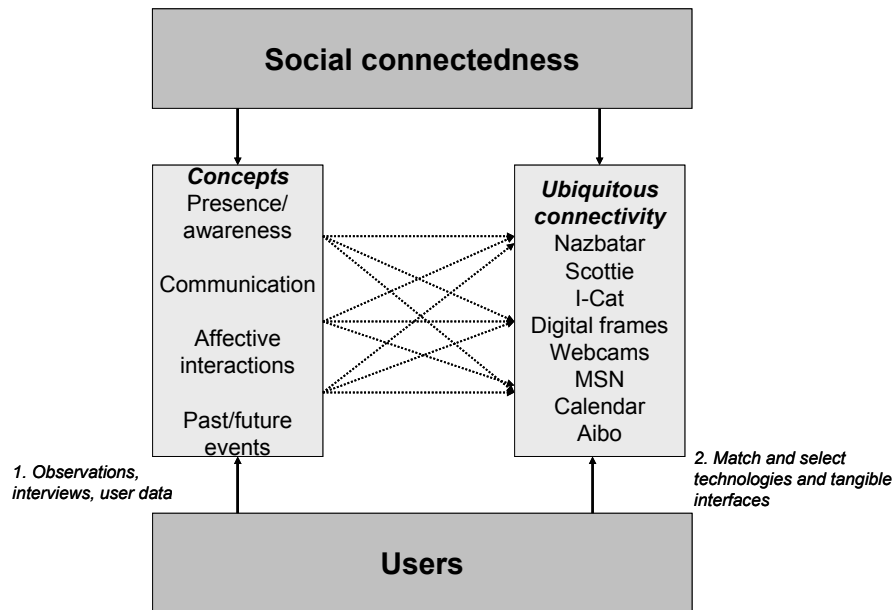 Social connectedness
Concepts
Presence/
awareness
Communication
Affective
interactions
Past/future
events
Ubiquitous
connectivity
Nazbatar
Scottie
I-Cat
Digital frames
Webcams
MSN
Calendar
Aibo
1. Observations,
interviews, user data
2. Match and select
technologies and tangible
interfaces
Users